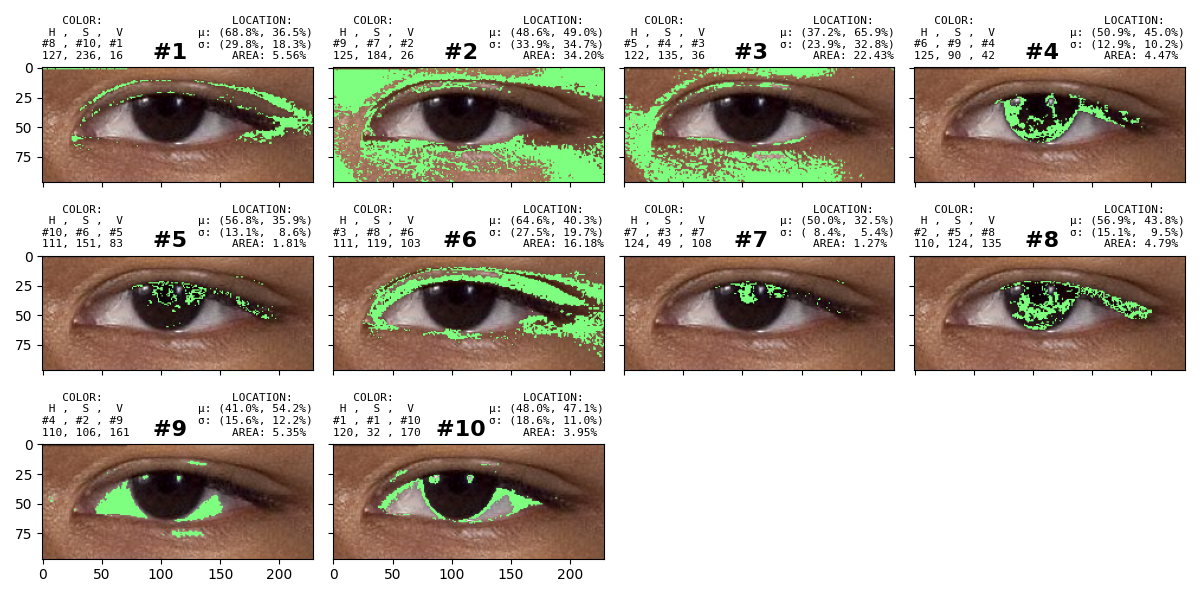 COLOR: LOCATION: COLOR: LOCATION: COLOR: LOCATION: COLOR: LOCATION:
H , S , V μ: (68.8%, 36.5%) H , S , V μ: (48.6%, 49.0%) H , S , V μ: (37.2%, 65.9%) H , S , V μ: (50.9%, 45.0%)
#8 , #10, #1 #1 σ: (29.8%, 18.3%) #9 , #7 , #2 #2 σ: (33.9%, 34.7%) #5 , #4 , #3 #3 σ: (23.9%, 32.8%) #6 , #9 , #4 #4 σ: (12.9%, 10.2%)
127, 236, 16 AREA: 5.56% 125, 184, 26 AREA: 34.20% 122, 135, 36 AREA: 22.43% 125, 90 , 42 AREA: 4.47%
0
25
50
75
COLOR: LOCATION: COLOR: LOCATION: COLOR: LOCATION: COLOR: LOCATION:
H , S , V μ: (56.8%, 35.9%) H , S , V μ: (64.6%, 40.3%) H , S , V μ: (50.0%, 32.5%) H , S , V μ: (56.9%, 43.8%)
#10, #6 , #5 #5 σ: (13.1%, 8.6%) #3 , #8 , #6 #6 σ: (27.5%, 19.7%) #7 , #3 , #7 #7 σ: ( 8.4%, 5.4%) #2 , #5 , #8 #8 σ: (15.1%, 9.5%)
111, 151, 83 AREA: 1.81% 111, 119, 103 AREA: 16.18% 124, 49 , 108 AREA: 1.27% 110, 124, 135 AREA: 4.79%
0
25
50
75
COLOR: LOCATION: COLOR: LOCATION:
H , S , V μ: (41.0%, 54.2%) H , S , V μ: (48.0%, 47.1%)
#4 , #2 , #9 #9 σ: (15.6%, 12.2%) #1 , #1 , #10 #10 σ: (18.6%, 11.0%)
110, 106, 161 AREA: 5.35% 120, 32 , 170 AREA: 3.95%
0
25
50
75
0 50 100 150 200 0 50 100 150 200